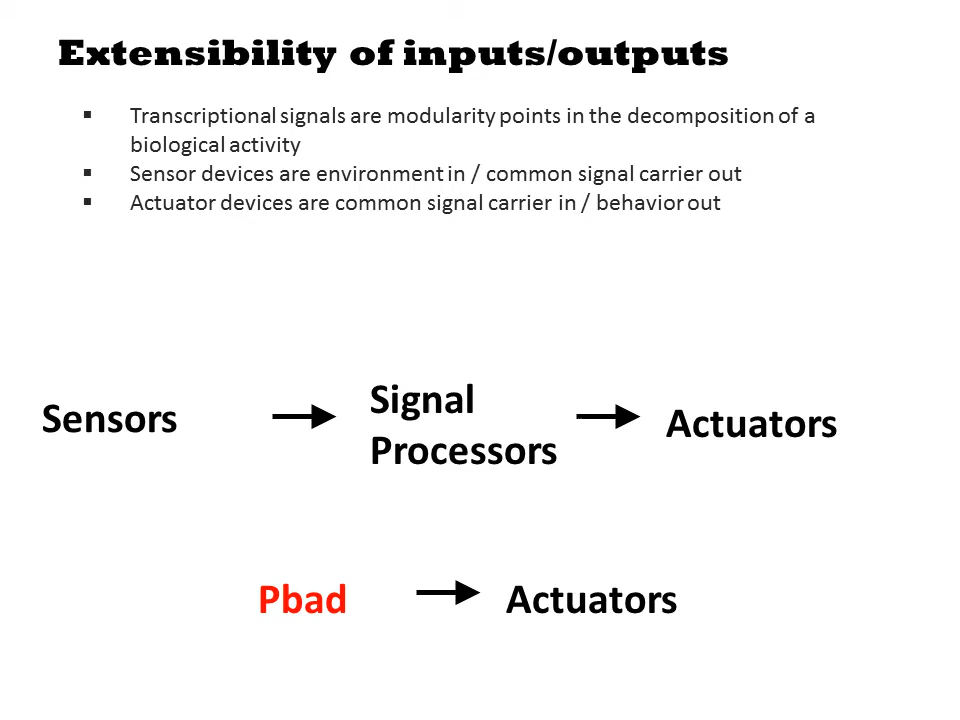 Extensibility of inputs/outputs
▪ Transcriptional signals are modularity points in the decomposition of a
biological activity
▪ Sensor devices are environment in / common signal carrier out
▪ Actuator devices are common signal carrier in / behavior out
Sensors
Signal
Processors
Actuators
Pbad
Actuators